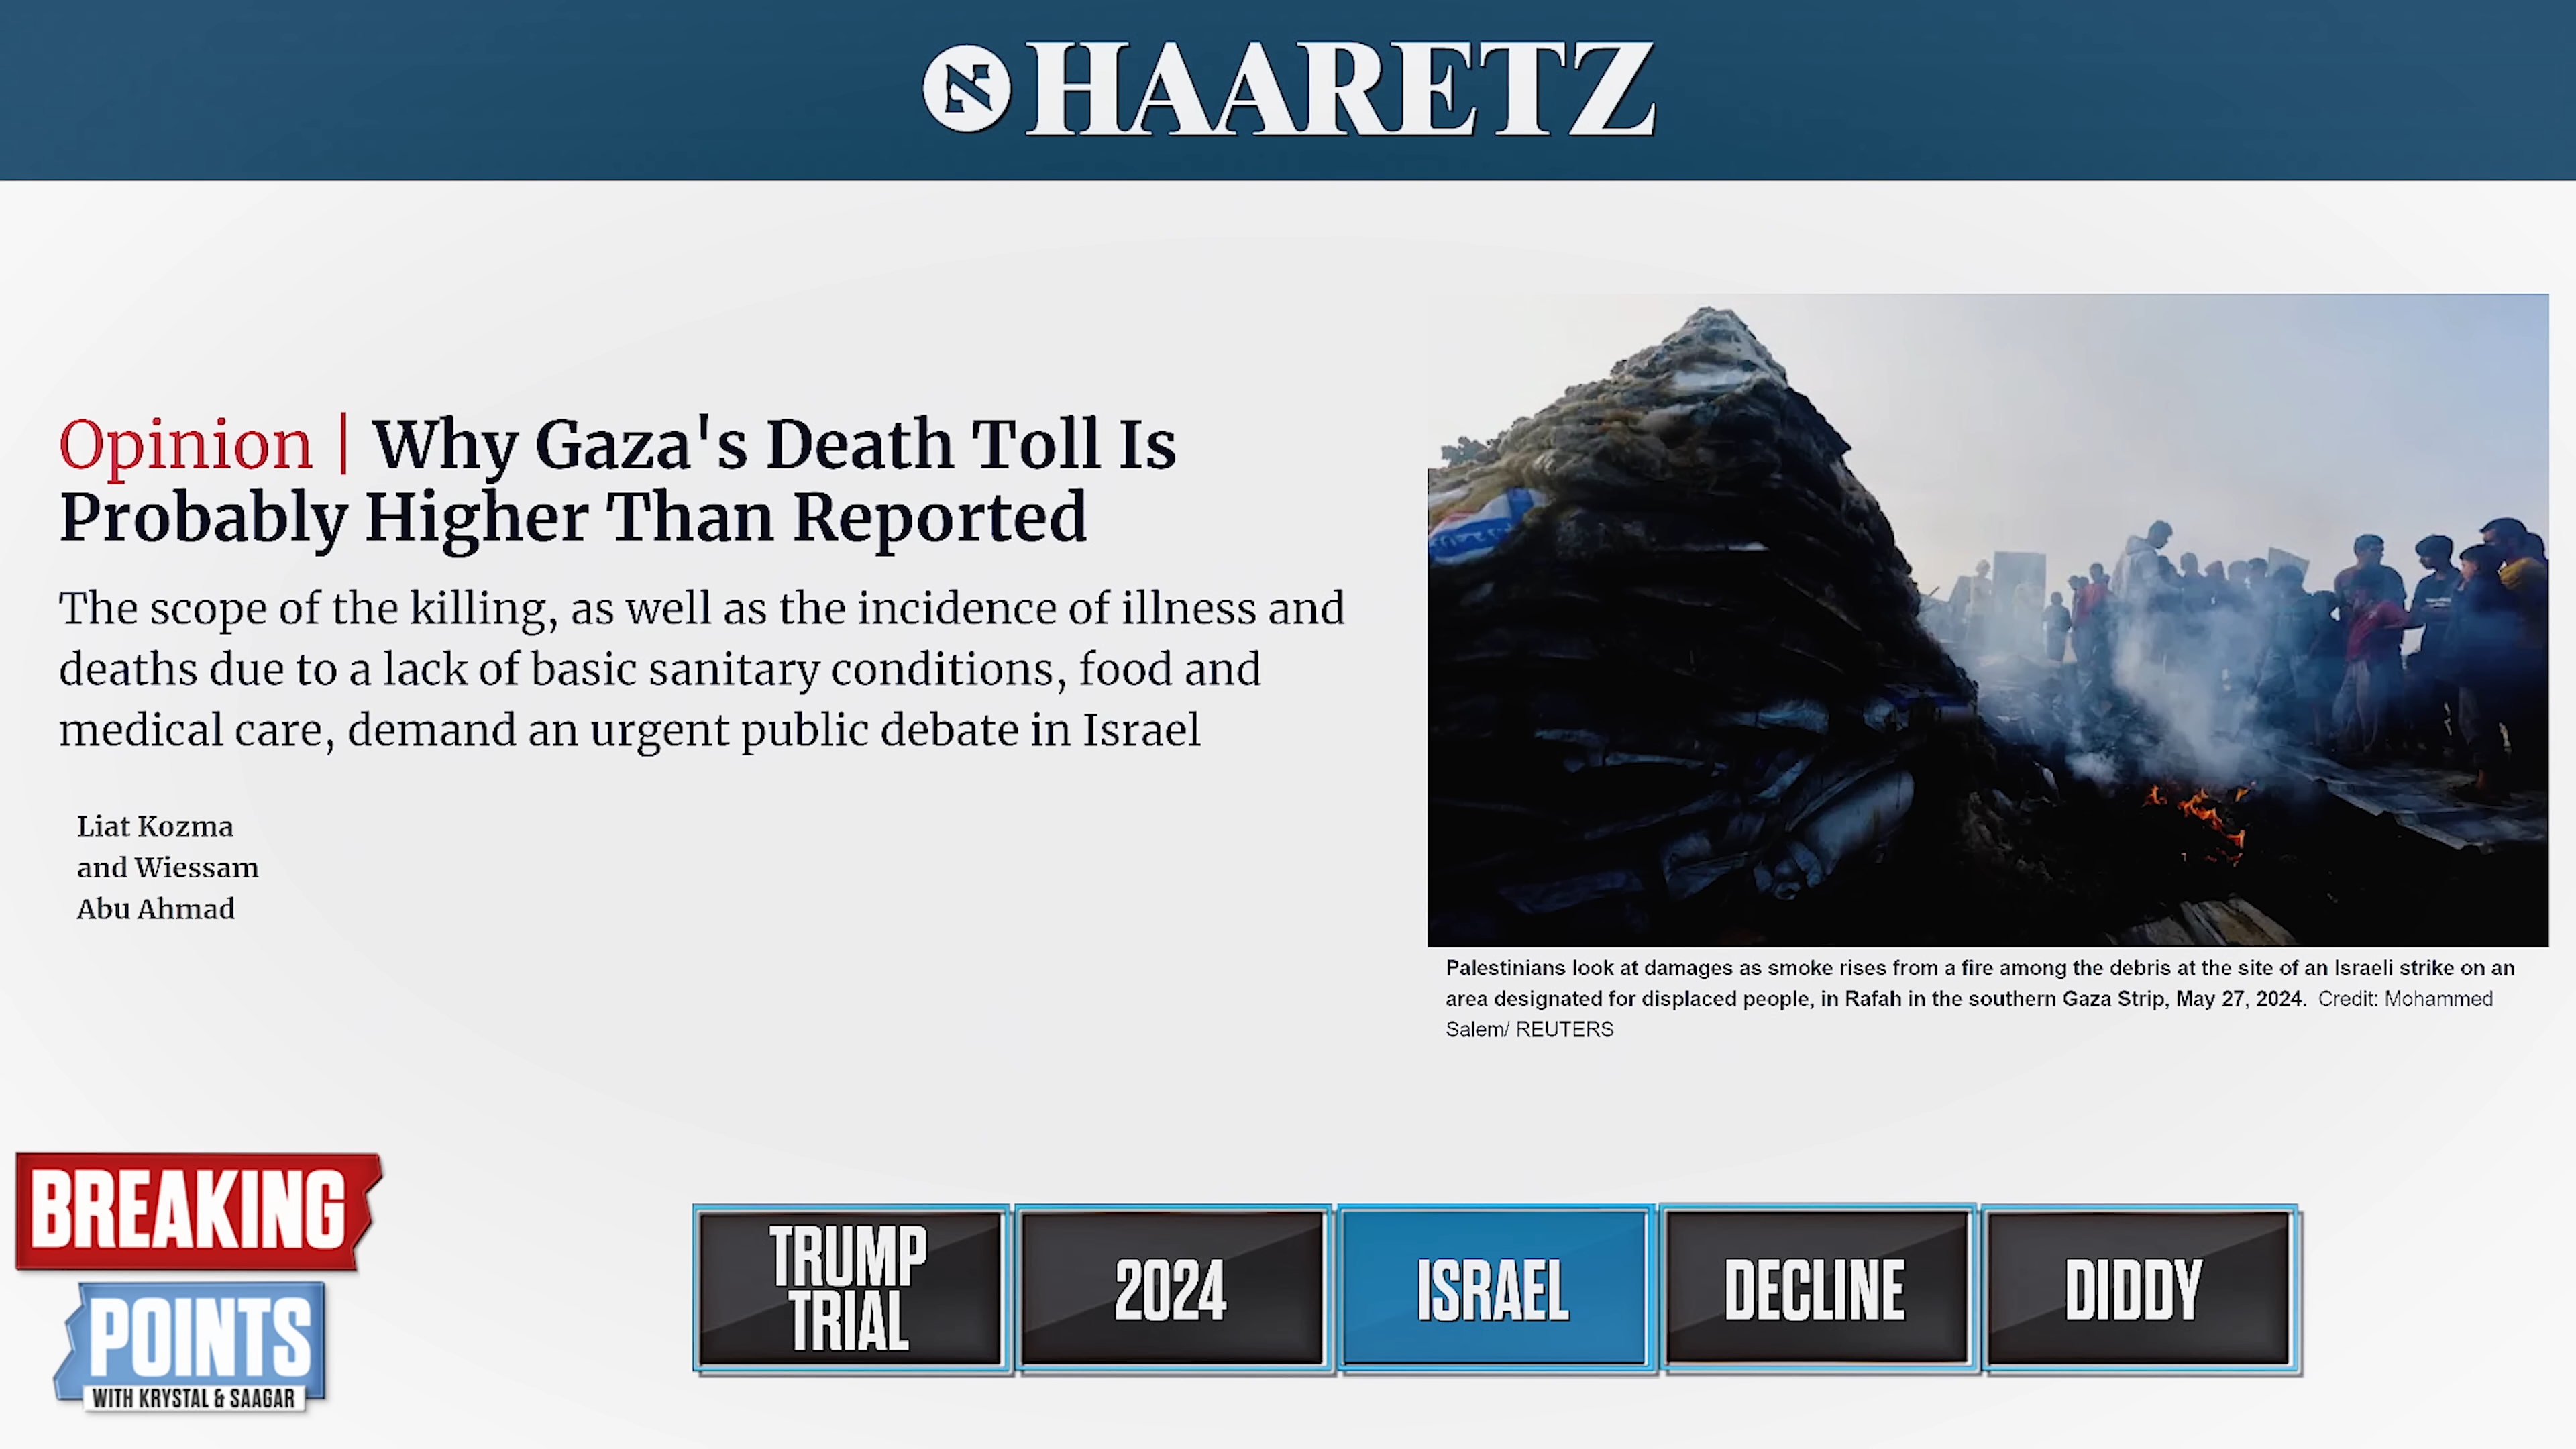 HAARETZ
Opinion | Why Gaza's Death Toll Is
Probably Higher Than Reported
The scope of the killing, as well as the incidence of illness and
deaths due to a lack of basic sanitary conditions, food and
medical care, demand an urgent public debate in Israel
Liat Kozma
and Wiessam
Abu Ahmad
Palestinians look at damages as smoke rises from a fire among the debris at the site of an Israeli strike on an
area designated for displaced people, in Rafah in the southern Gaza Strip, May 27, 2024. Credit: Mohammed
Salem/ REUTERS
BREAKING
POINTS
WITH KRYSTAL & SAAGAR
TRUMP
TRIAL
2024
ISRAEL
DECLINE
DIDDY